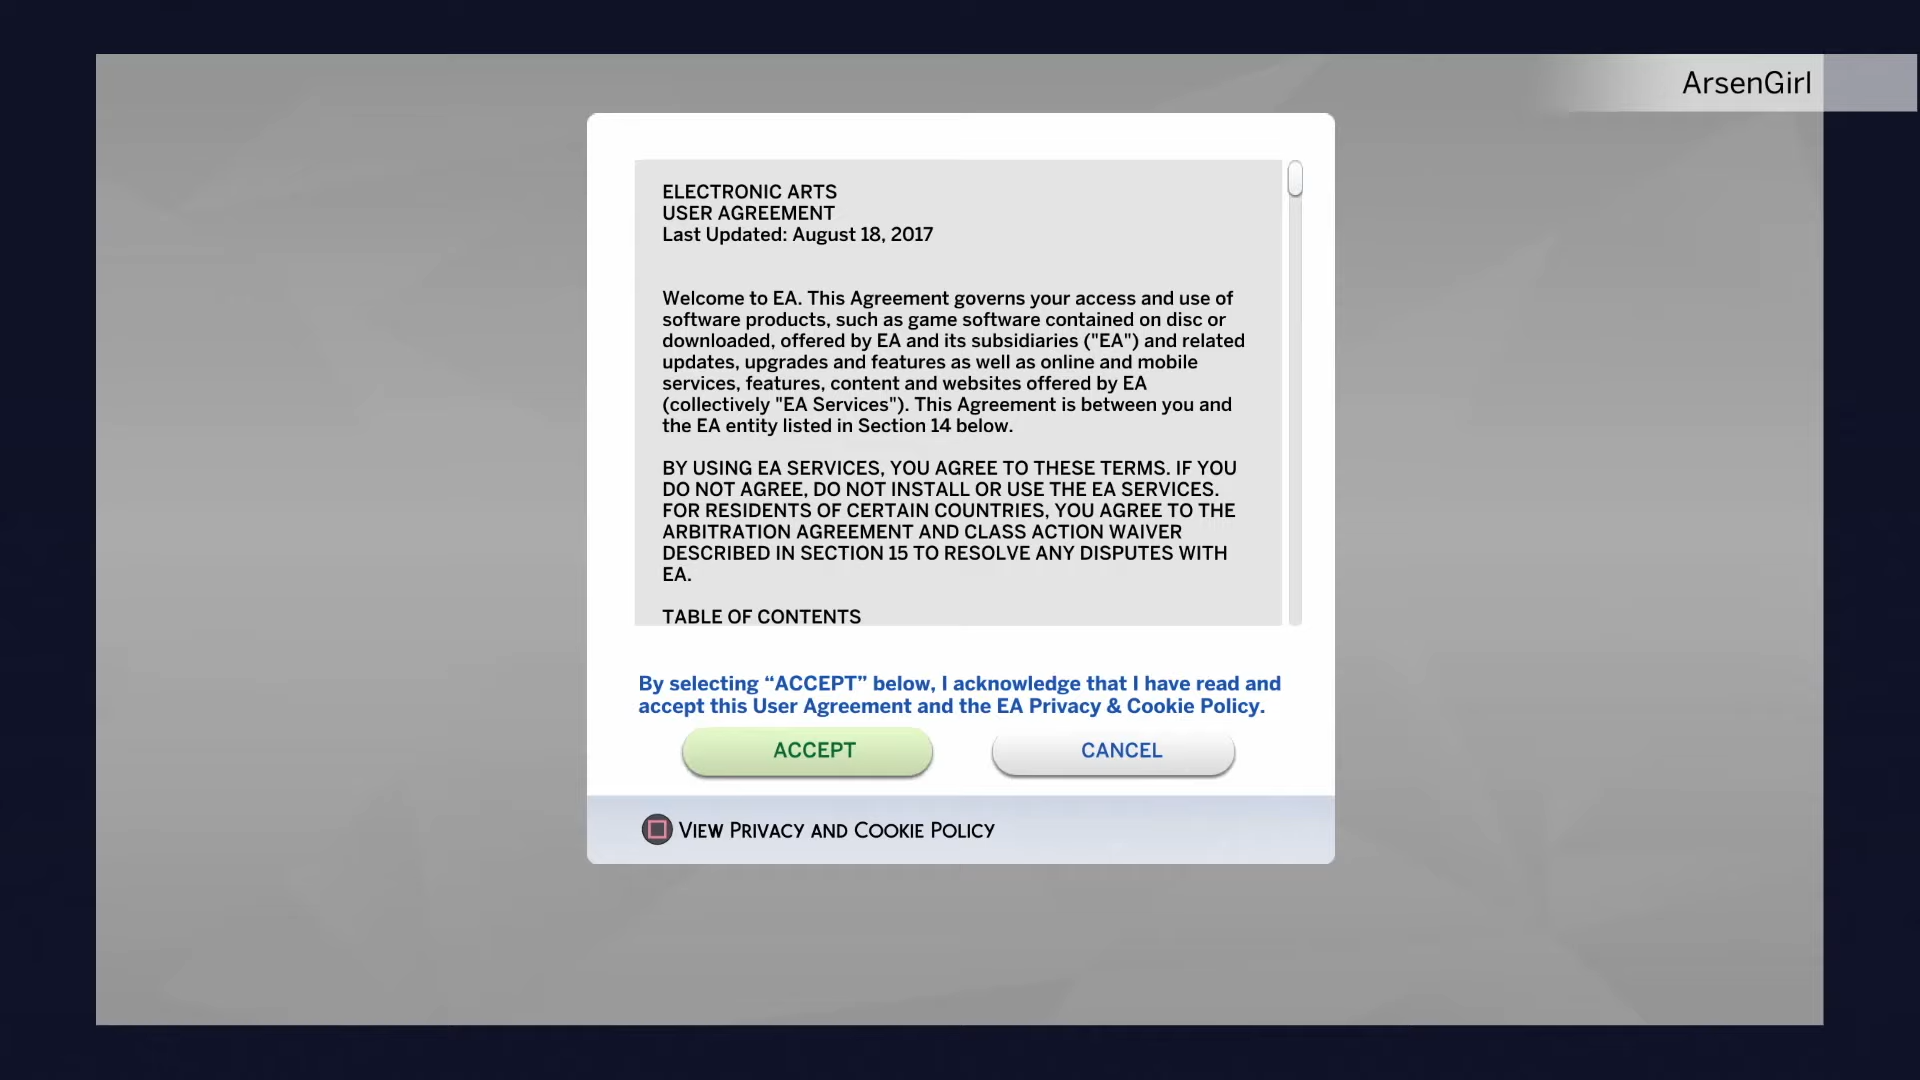 ArsenGirl
ELECTRONIC ARTS
USER AGREEMENT
Last Updated: August 18, 2017
Welcome to EA. This Agreement governs your access and use of
software products, such as game software contained on disc or
downloaded, offered by EA and its subsidiaries ("EA") and related
updates, upgrades and features as well as online and mobile
services, features, content and websites offered by EA
(collectively "EA Services"). This Agreement is between you and
the EA entity listed in Section 14 below.
BY USING EA SERVICES, YOU AGREE TO THESE TERMS. IF YOU
DO NOT AGREE, DO NOT INSTALL OR USE THE EA SERVICES.
FOR RESIDENTS OF CERTAIN COUNTRIES, YOU AGREE TO THE
ARBITRATION AGREEMENT AND CLASS ACTION WAIVER
DESCRIBED IN SECTION 15 TO RESOLVE ANY DISPUTES WITH
EA.
TABLE OF CONTENTS
By selecting “ACCEPT” below, I acknowledge that I have read and
accept this User Agreement and the EA Privacy & Cookie Policy.
ACCEPT
CANCEL
VIEW PRIVACY AND COOKIE POLICY